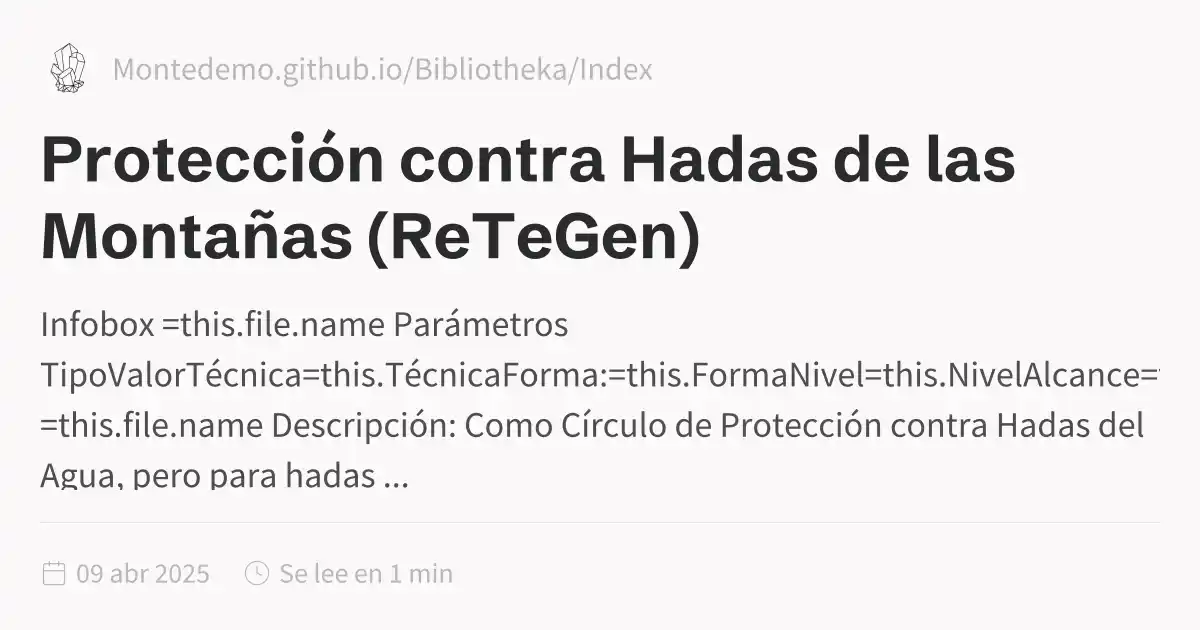 Montedemo.github.io/Bibliotheka/Index
Protección contra Hadas de las
Montañas (ReTeGen)
Infobox =this.file.name Parámetros
TipoValorTécnica=this.TécnicaForma:=this.FormaNivel=this.NivelAlcance=
=this.file.name Descripción: Como Círculo de Protección contra Hadas del
Agua, pero para hadas ...
09 abr 2025
Se lee en 1 min